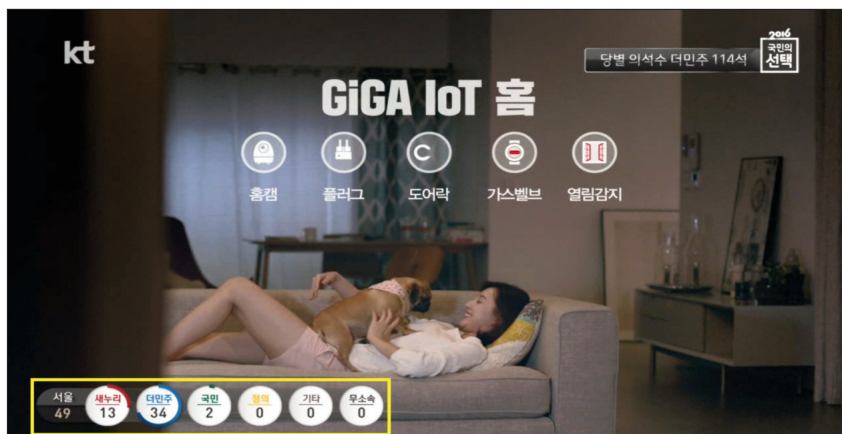 kt
2016
국민의
선택
당별 의석수 더민주 114석
GiGA IoT 홈
홈캠 플러그 도어락 가스벨브 열림감지
서울 새누리 더민주 국민 정의 기타 무소속
49 13 34 2 0 0 0